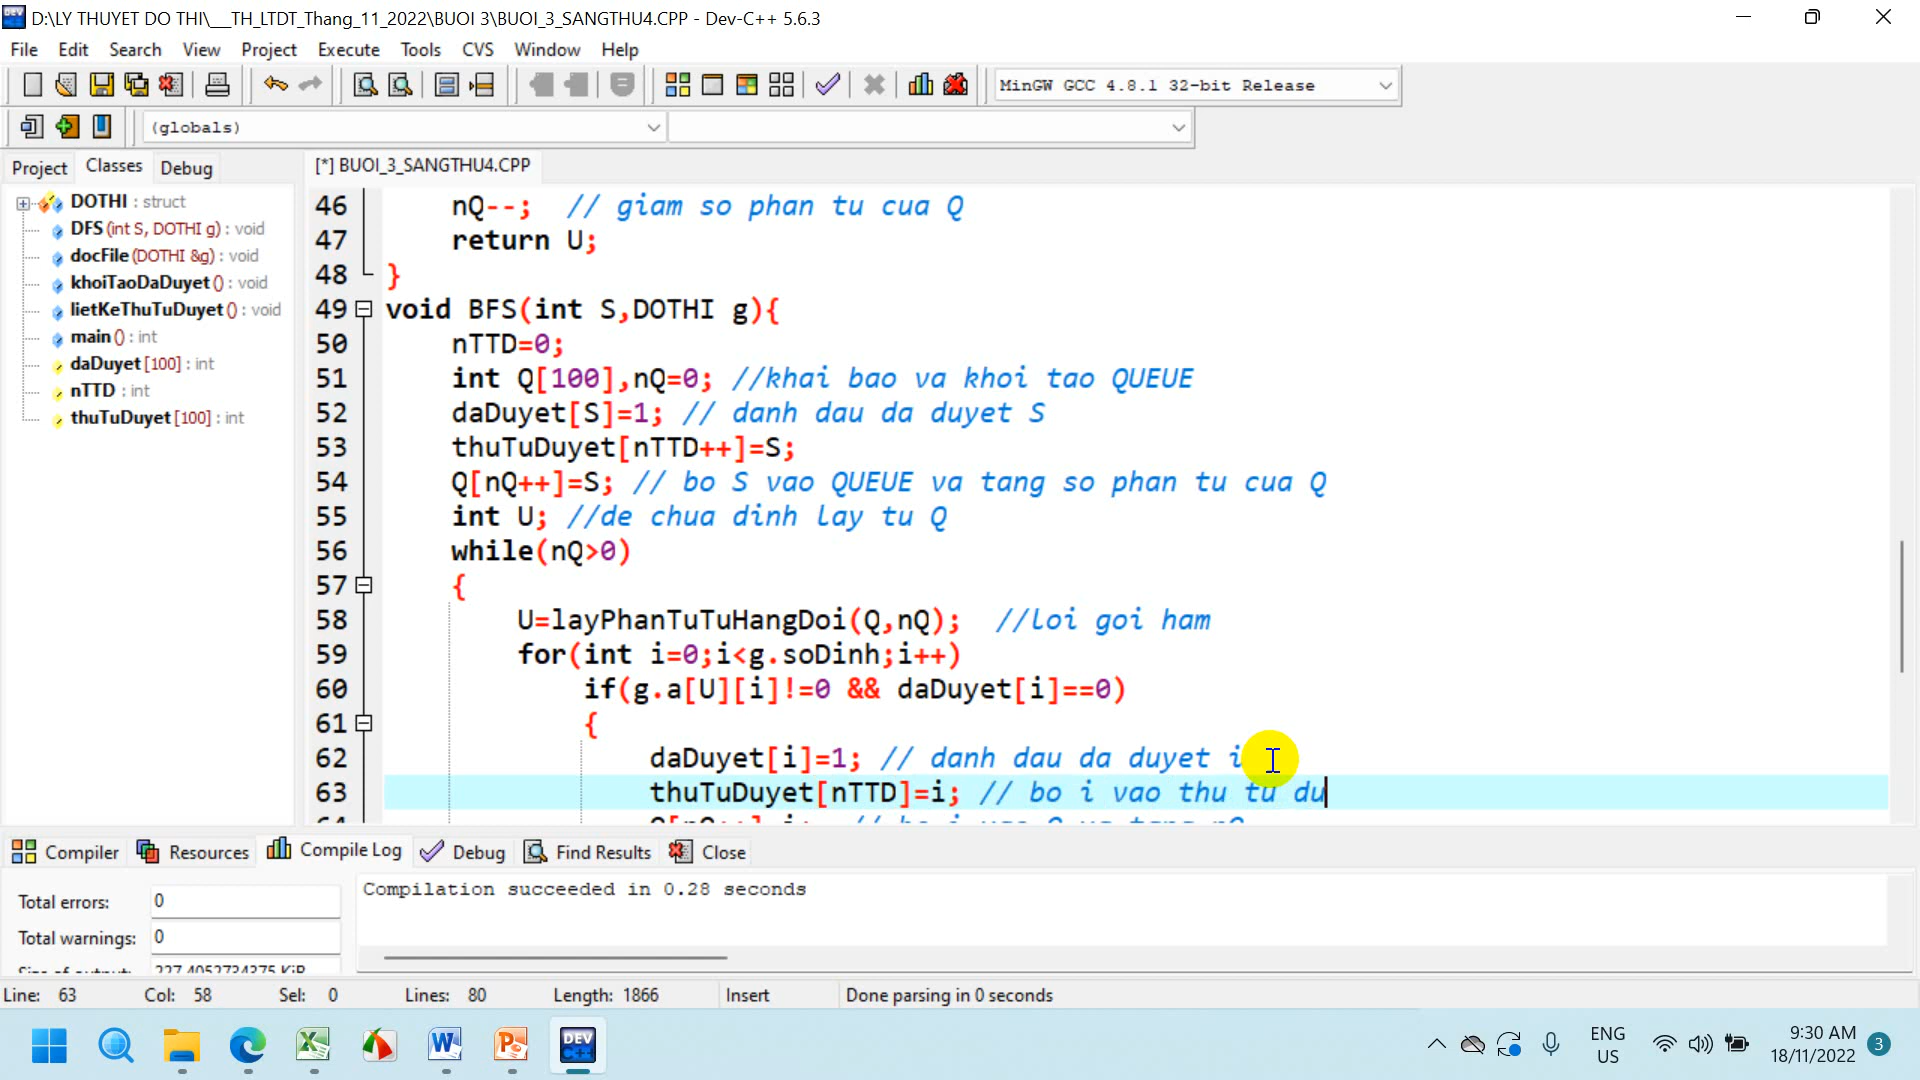 D:\LY THUYET DO THI\___TH_LTDT_Thang_11_2022\BUOI 3\BUOI_3_SANGTHU4.CPP - Dev-C++ 5.6.3
File Edit Search View Project Execute Tools CVS Window Help
MinGW GCC 4.8.1 32-bit Release
(globals)
Project Classes Debug
[*] BUOI_3_SANGTHU4.CPP
DOTHI : struct
DFS (int S, DOTHI g) : void
docFile (DOTHI &g) : void
khoiTaoDaDuyet () : void
lietKeThuTuDuyet () : void
main () : int
daDuyet [100] : int
nTTD : int
thuTuDuyet [100] : int
46 nQ--; // giam so phan tu cua Q
47 return U;
48 }
49 void BFS(int S,DOTHI g){
50 nTTD=0;
51 int Q[100],nQ=0; //khai bao va khoi tao QUEUE
52 daDuyet[S]=1; // danh dau da duyet S
53 thuTuDuyet[nTTD++]=S;
54 Q[nQ++]=S; // bo S vao QUEUE va tang so phan tu cua Q
55 int U; //de chua dinh lay tu Q
56 while(nQ>0)
57 {
58 U=layPhanTuTuHangDoi(Q,nQ); //loi goi ham
59 for(int i=0;i<g.soDinh;i++)
60 if(g.a[U][i]!=0 && daDuyet[i]==0)
61 {
62 daDuyet[i]=1; // danh dau da duyet i
63 thuTuDuyet[nTTD]=i; // bo i vao thu tu du
Compiler Resources Compile Log Debug Find Results Close
Total errors: 0
Total warnings: 0
Compilation succeeded in 0.28 seconds
Line: 63 Col: 58 Sel: 0 Lines: 80 Length: 1866 Insert Done parsing in 0 seconds
DEV C++
ENG
US
9:30 AM
18/11/2022
3